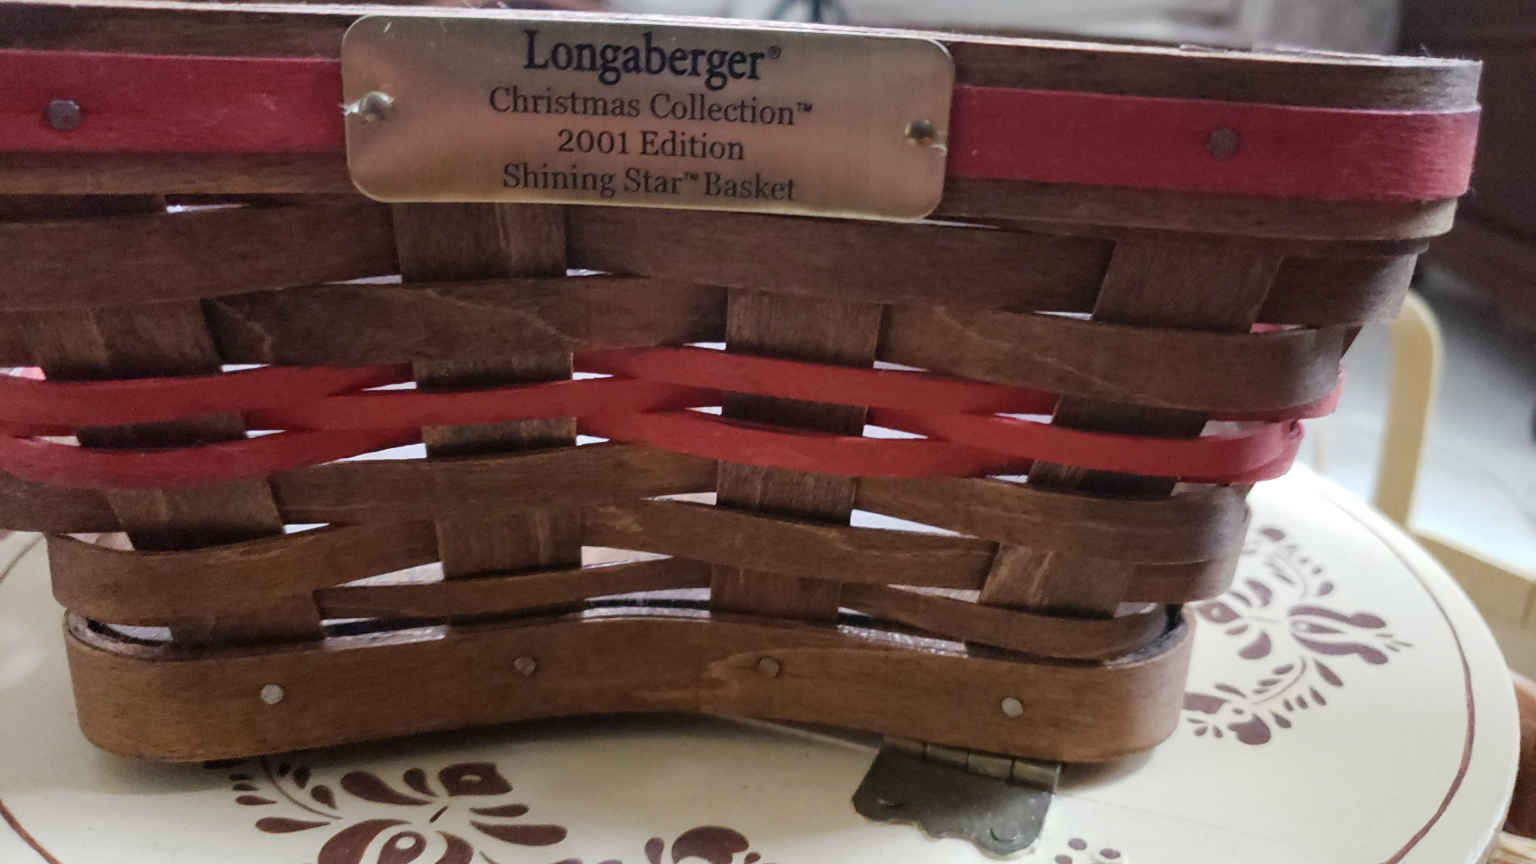 Longaberger®
Christmas Collection™
2001 Edition
Shining Star™ Basket